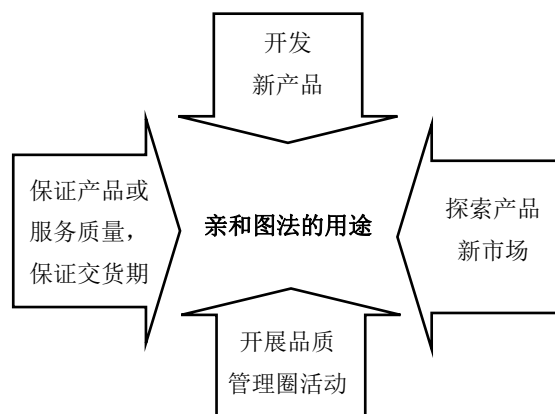 开发
新产品
保证产品或
服务质量，
保证交货期
亲和图法的用途
探索产品
新市场
开展品质
管理圈活动